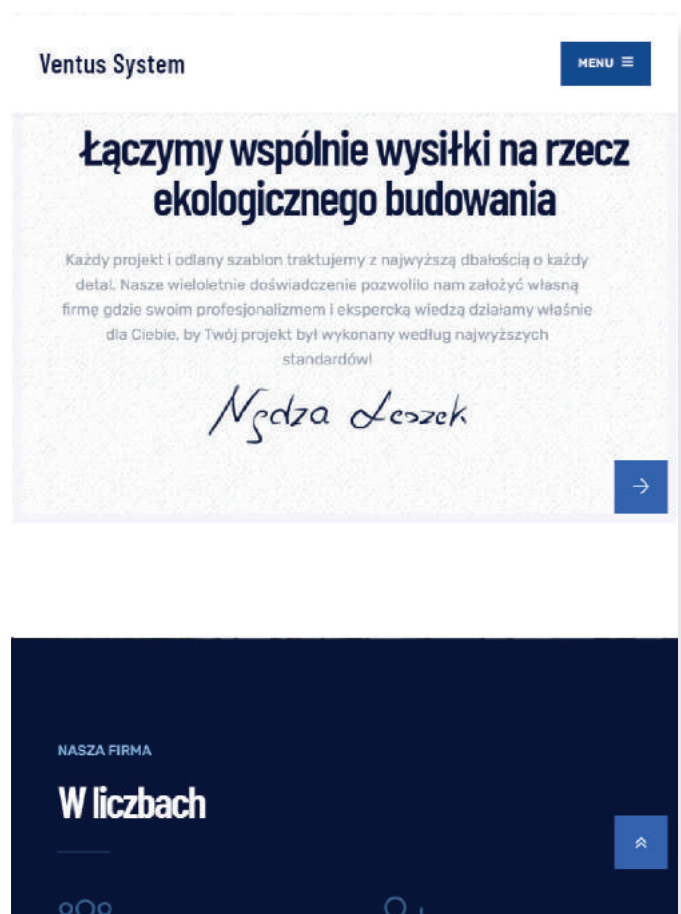 Ventus System
MENU
Łączymy wspólnie wysiłki na rzecz
ekologicznego budowania
Każdy projekt i odlany szablon traktujemy z najwyższą dbałością o każdy
detal. Nasze wieloletnie doświadczenie pozwoliło nam założyć własną
firmę gdzie swoim profesjonalizmem i ekspercką wiedzą działamy właśnie
dla Ciebie, by Twój projekt był wykonany według najwyższych
standardów!
Nędza Leszek
NASZA FIRMA
W liczbach